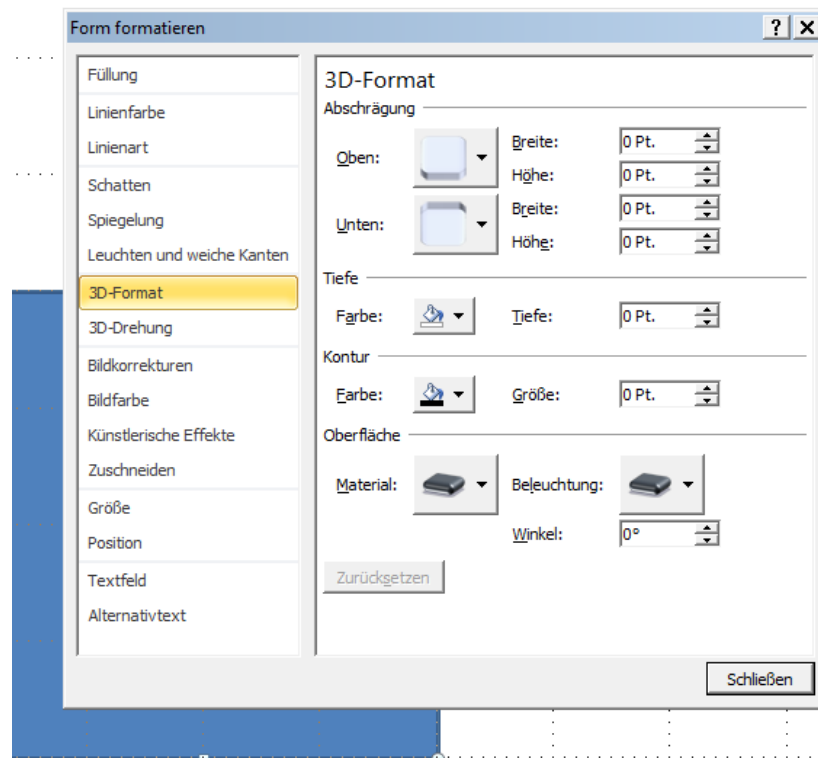 Form formatieren
Füllung
Linienfarbe
Linienart
Schatten
Spiegelung
Leuchten und weiche Kanten
3D-Format
3D-Drehung
Bildkorrekturen
Bildfarbe
Künstlerische Effekte
Zuschneiden
Größe
Position
Textfeld
Alternativtext
3D-Format
Abschrägung
Oben:
Breite: 0 Pt.
Höhe: 0 Pt.
Unten:
Breite: 0 Pt.
Höhe: 0 Pt.
Tiefe
Farbe: Tiefe: 0 Pt.
Kontur
Farbe: Größe: 0 Pt.
Oberfläche
Material: Beleuchtung:
Winkel: 0°
Zurücksetzen
Schließen